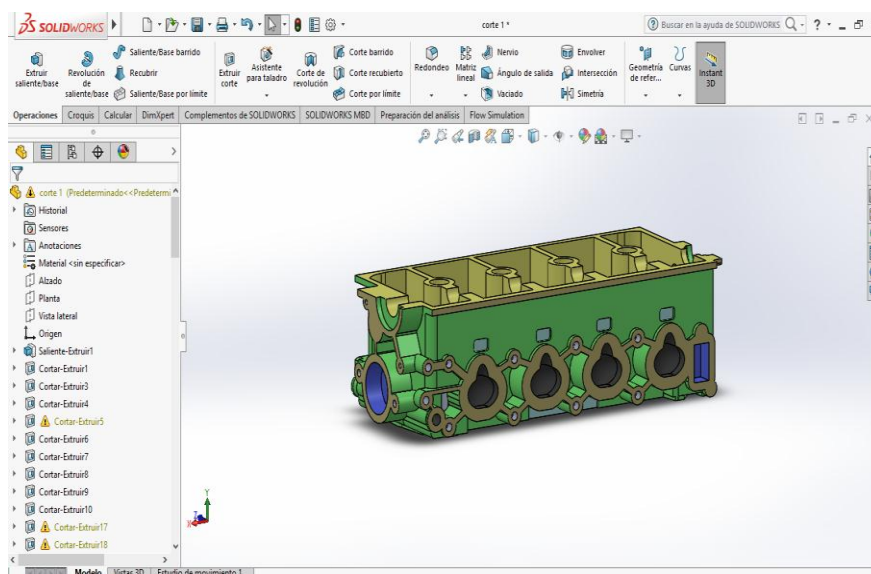 SOLIDWORKS
corte 1 *
Buscar en la ayuda de SOLIDWORKS
?
Extruir saliente/base
Revolución de saliente/base
Saliente/Base barrido
Recubrir
Saliente/Base por límite
Extruir corte
Asistente para taladro
Corte de revolución
Corte barrido
Corte recubierto
Corte por límite
Redondeo
Matriz lineal
Nervio
Ángulo de salida
Vaciado
Envolver
Intersección
Simetría
Geometría de refer...
Curvas
Instant 3D
Operaciones
Croquis
Calcular
DimXpert
Complementos de SOLIDWORKS
SOLIDWORKS MBD
Preparación del análisis
Flow Simulation
corte 1 (Predeterminado<<Predetermi
Historial
Sensores
Anotaciones
Material <sin especificar>
Alzado
Planta
Vista lateral
Origen
Saliente-Extruir1
Cortar-Extruir1
Cortar-Extruir3
Cortar-Extruir4
Cortar-Extruir5
Cortar-Extruir6
Cortar-Extruir7
Cortar-Extruir8
Cortar-Extruir9
Cortar-Extruir10
Cortar-Extruir17
Cortar-Extruir18
Y
X
Z
Modelo
Vistas 3D
Estudio de movimiento 1